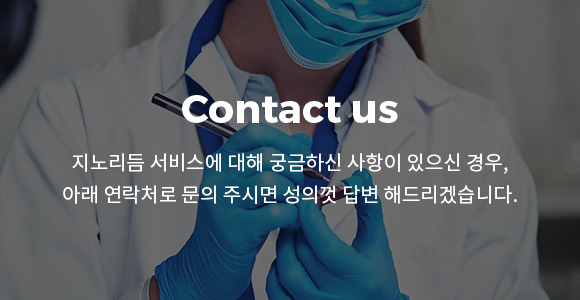 Contact us
지노리듬 서비스에 대해 궁금하신 사항이 있으신 경우,
아래 연락처로 문의 주시면 성의껏 답변 해드리겠습니다.